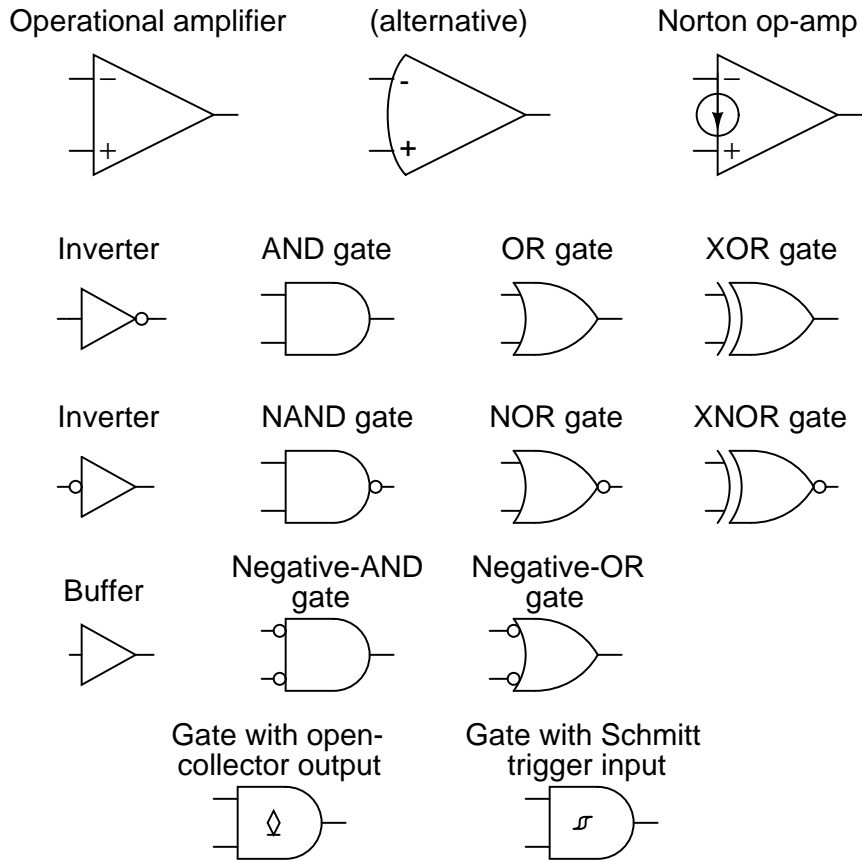 Operational amplifier
(alternative)
Norton op-amp
−
+
-
+
−
+
Inverter
AND gate
OR gate
XOR gate
Inverter
NAND gate
NOR gate
XNOR gate
Buffer
Negative-AND
gate
Negative-OR
gate
Gate with open-
collector output
Gate with Schmitt
trigger input